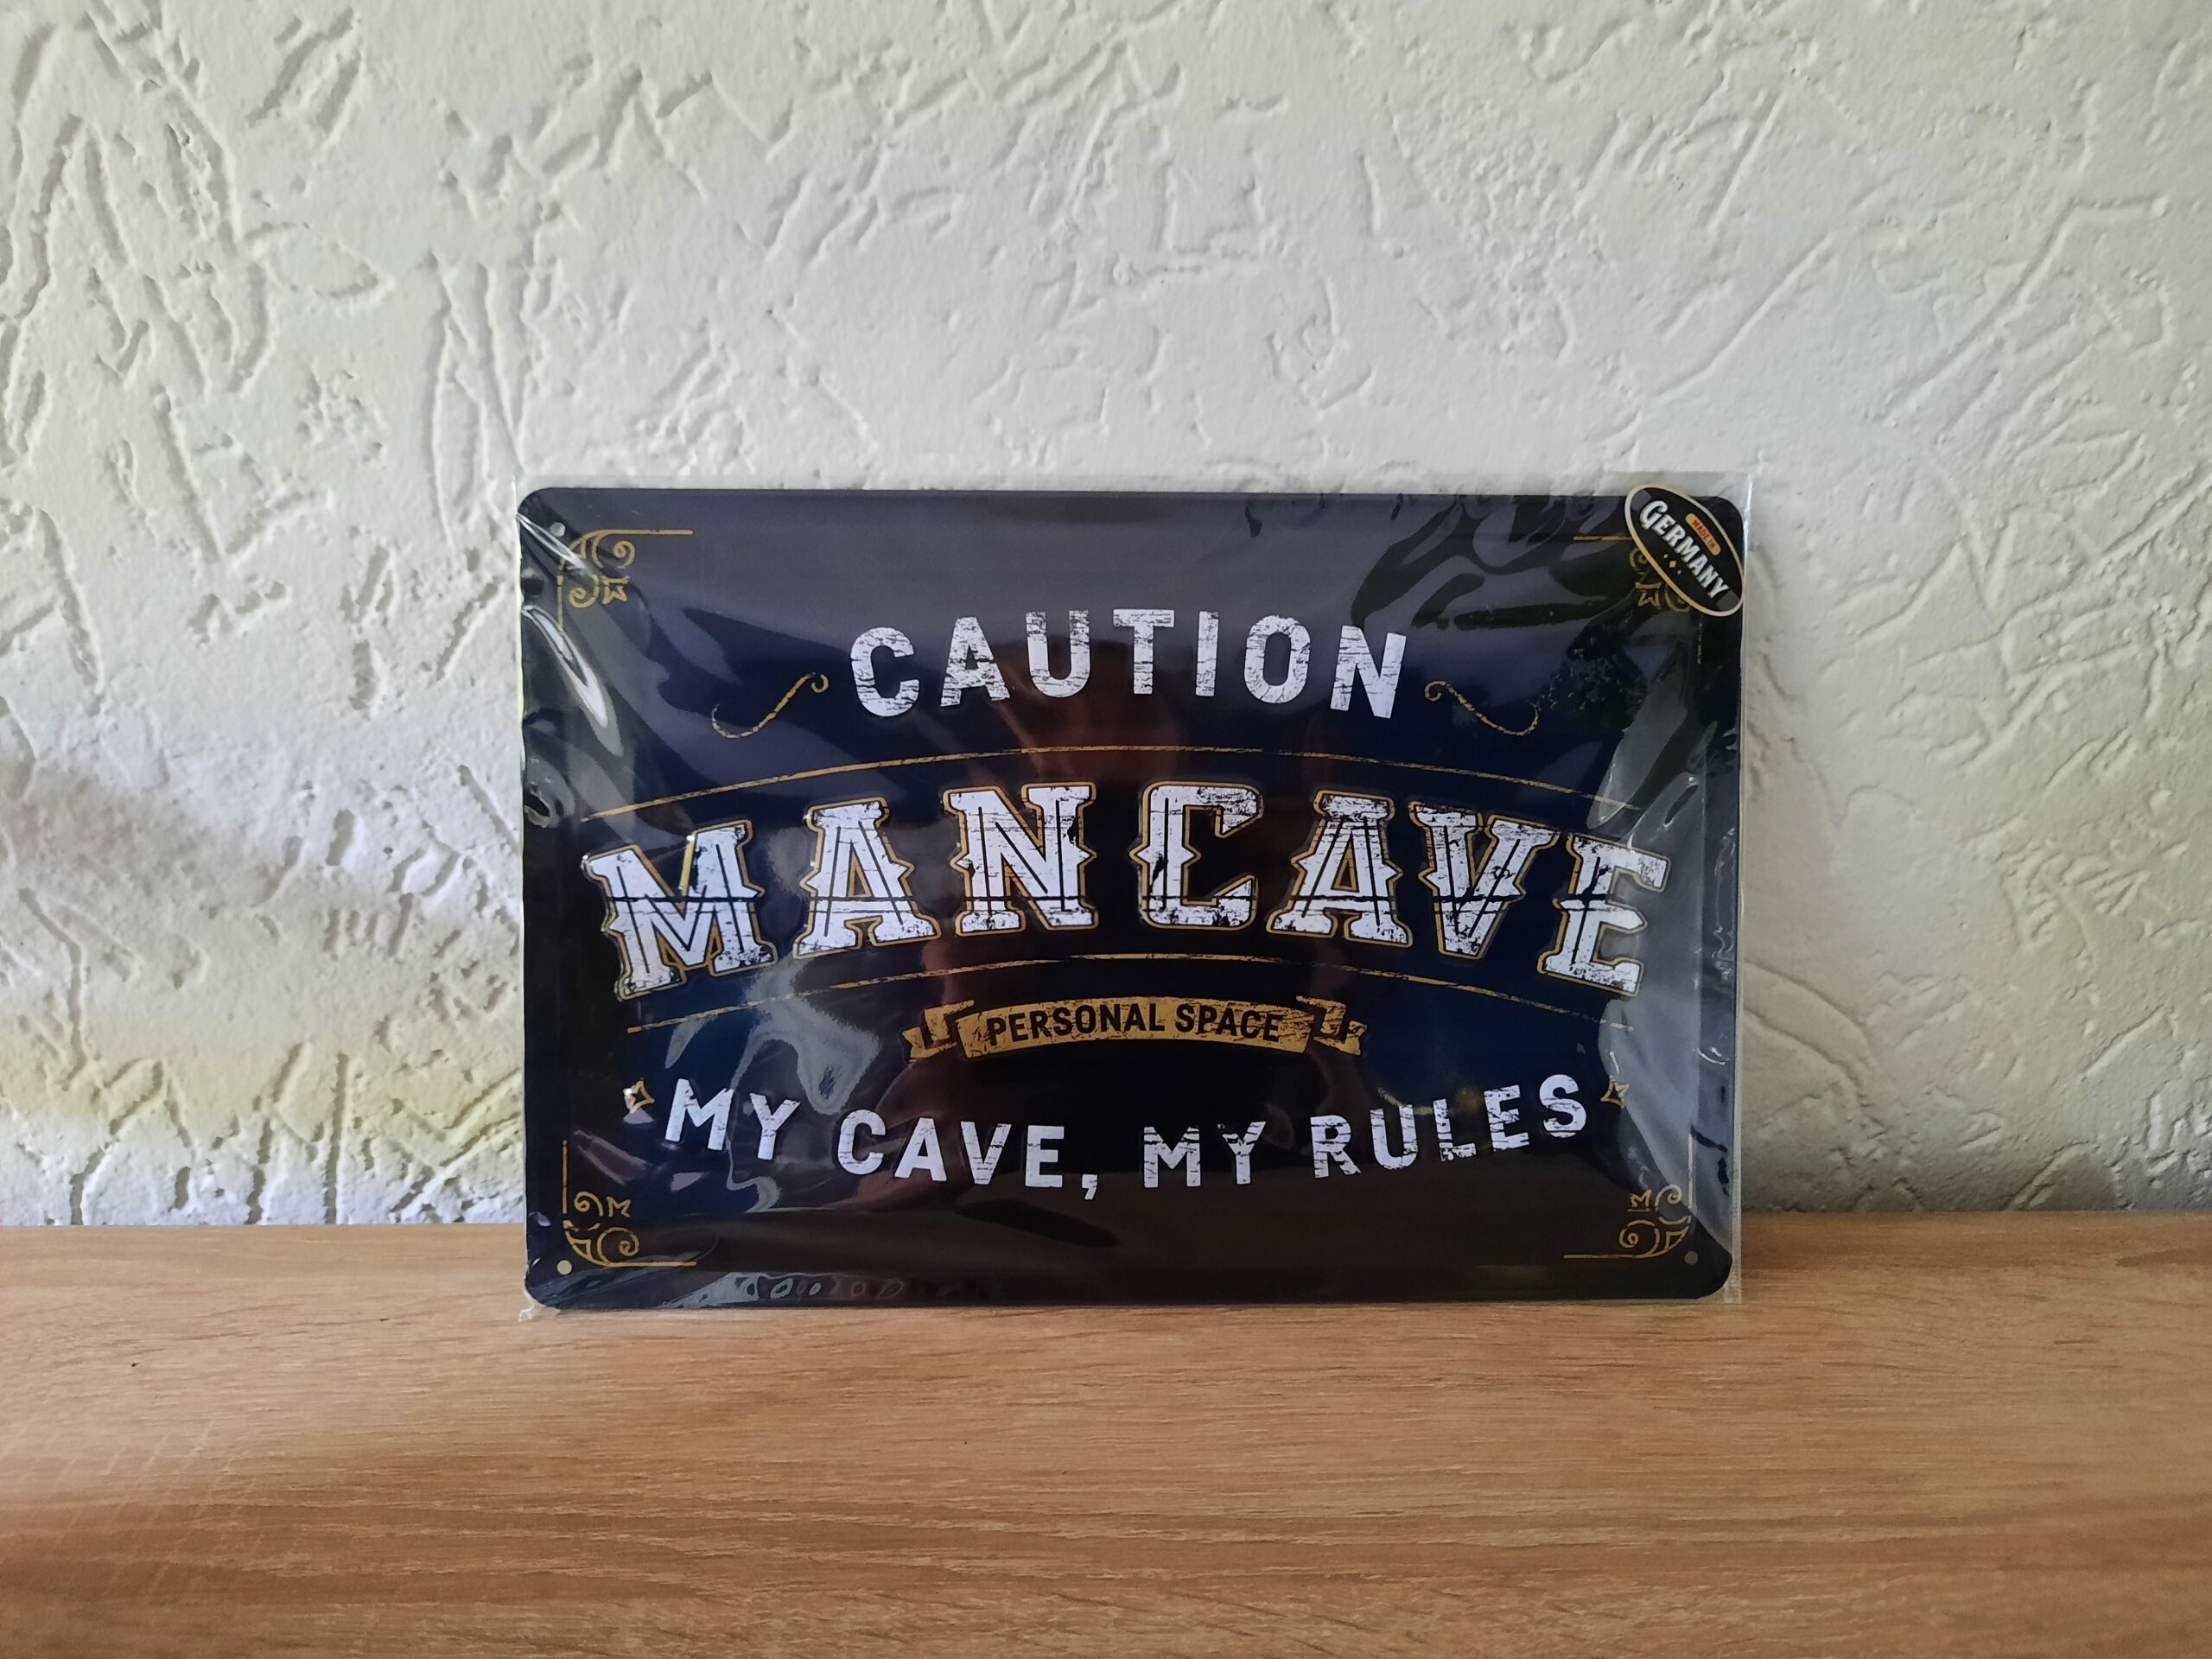 MADE IN
GERMANY
CAUTION
MANCAVE
PERSONAL SPACE
MY CAVE, MY RULES